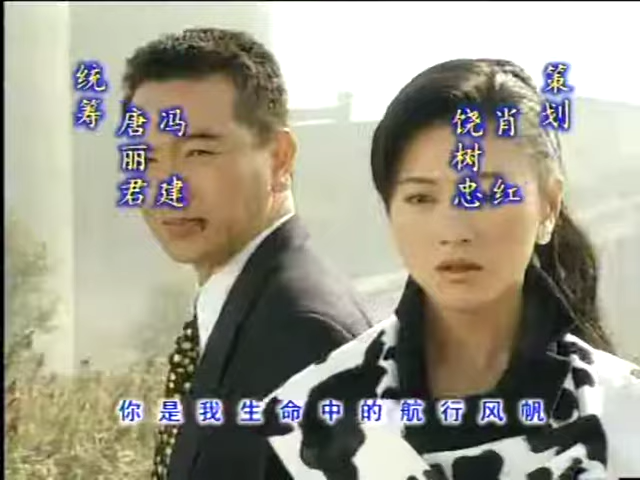 策划
肖红
饶树忠
统筹
冯建
唐丽君
你是我生命中的航行风帆